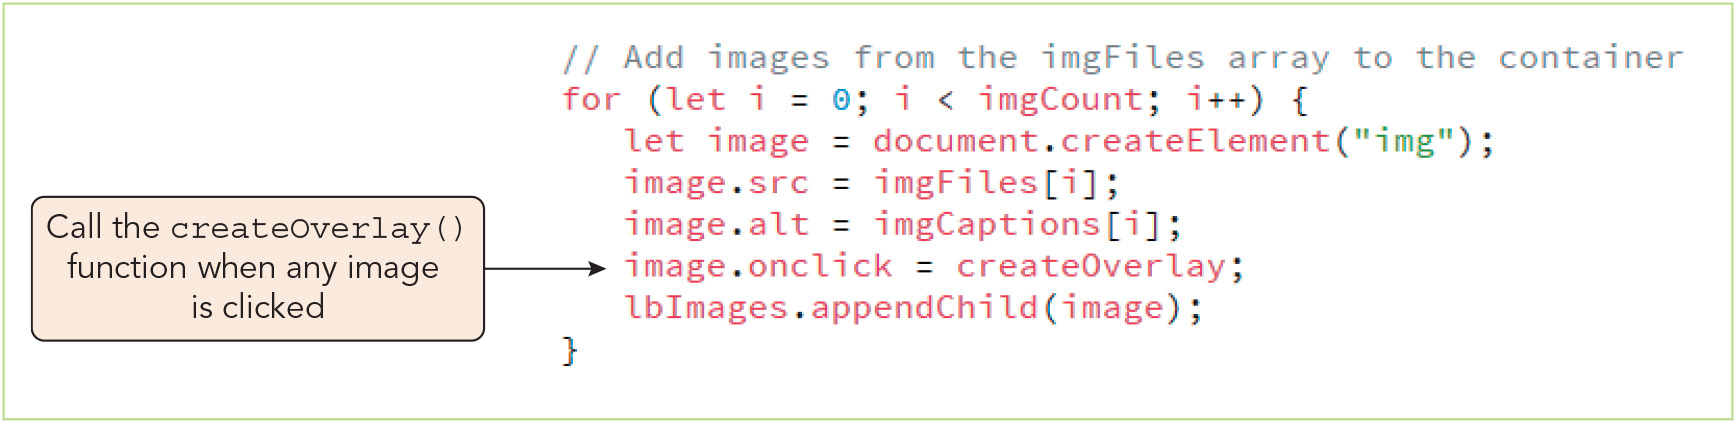 // Add images from the imgFiles array to the container
for (let i = 0; i < imgCount; i++) {
let image = document.createElement("img");
image.src = imgFiles[i];
image.alt = imgCaptions[i];
image.onclick = createOverlay;
lbImages.appendChild(image);
}
Call the createOverlay()
function when any image
is clicked